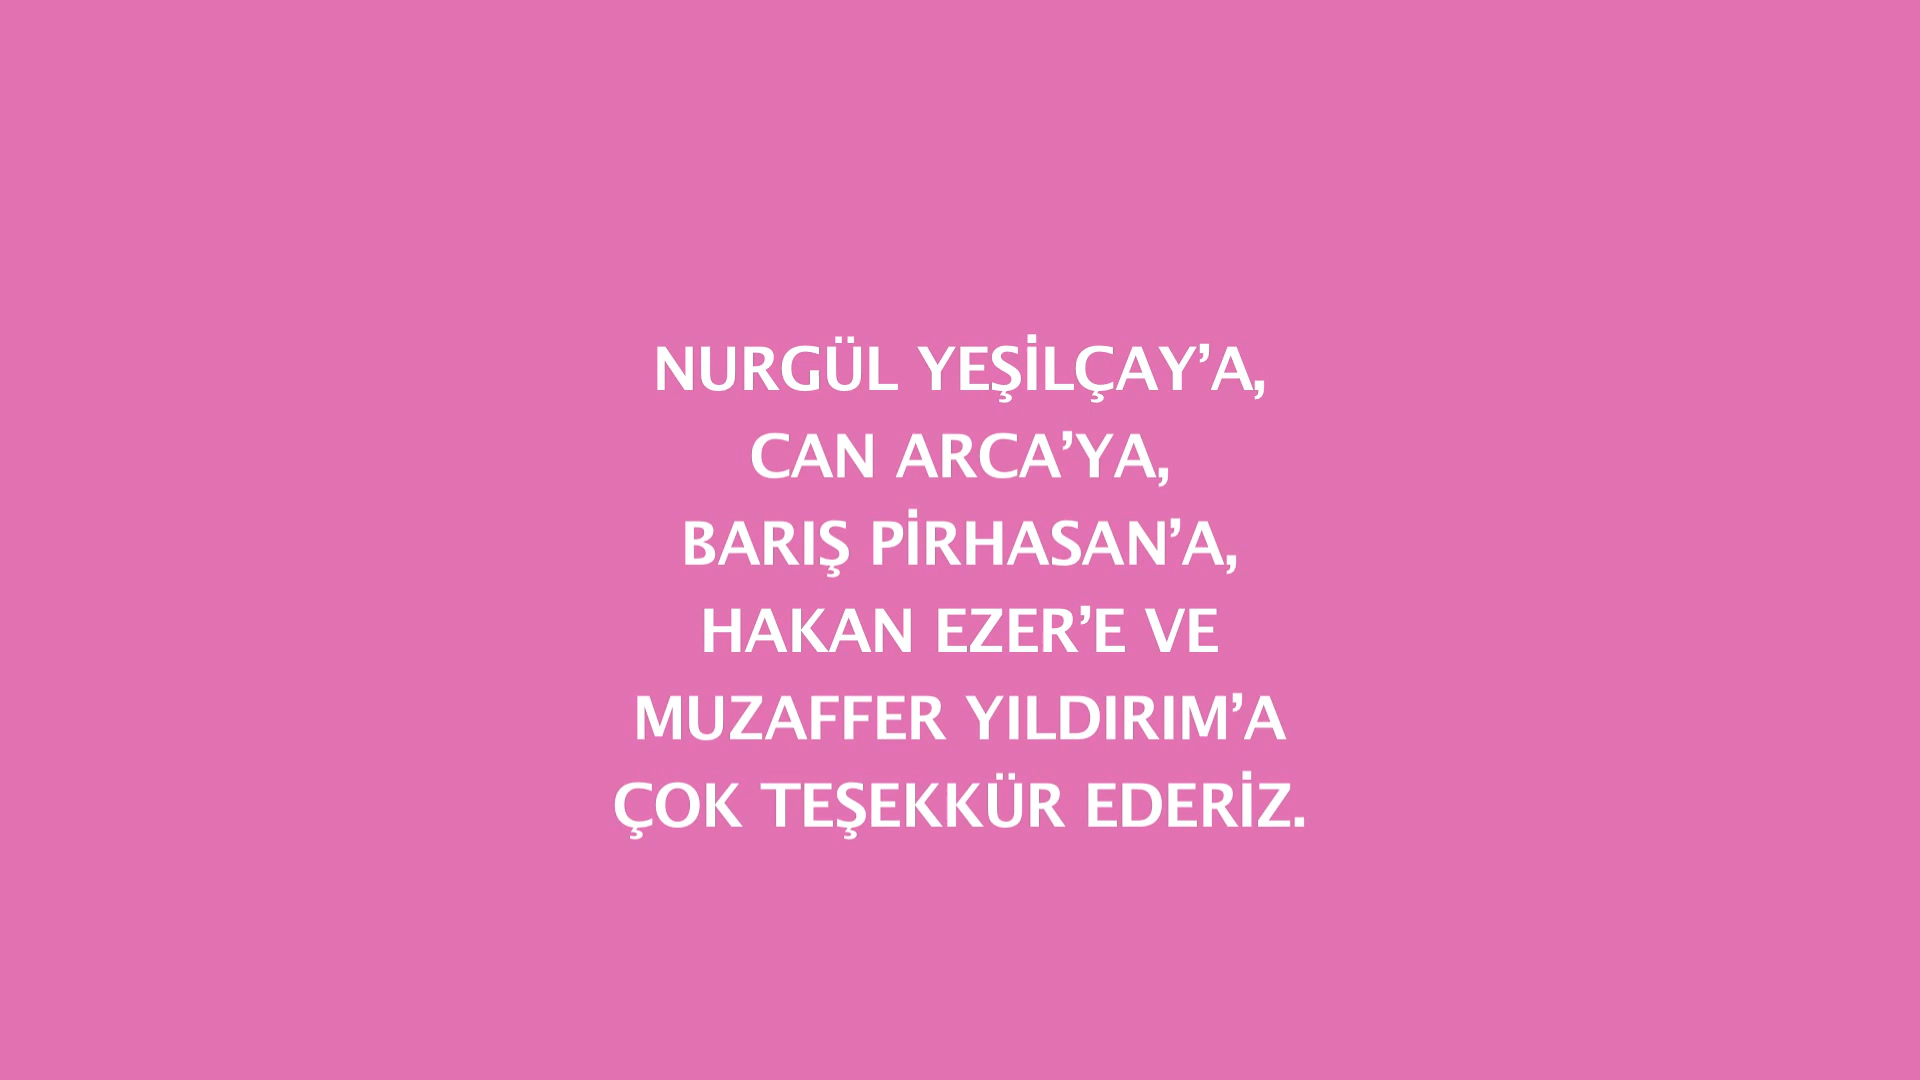 NURGÜL YEŞİLÇAY’A,
CAN ARCA’YA,
BARIŞ PİRHASAN’A,
HAKAN EZER’E VE
MUZAFFER YILDIRIM’A
ÇOK TEŞEKKÜR EDERİZ.